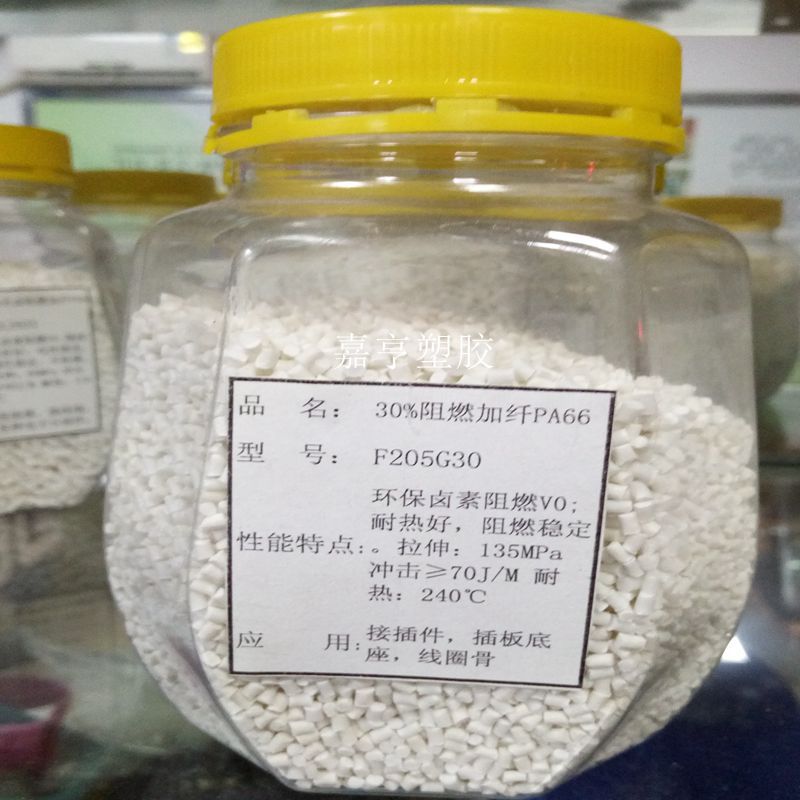 嘉亨塑胶
品 名： 30%阻燃加纤PA66
型 号： F205G30
环保卤素阻燃V0；
耐热好，阻燃稳定
性能特点：。拉伸：135MPa
冲击≥70J/M 耐
热：240℃
应 用：接插件，插板底
座，线圈骨